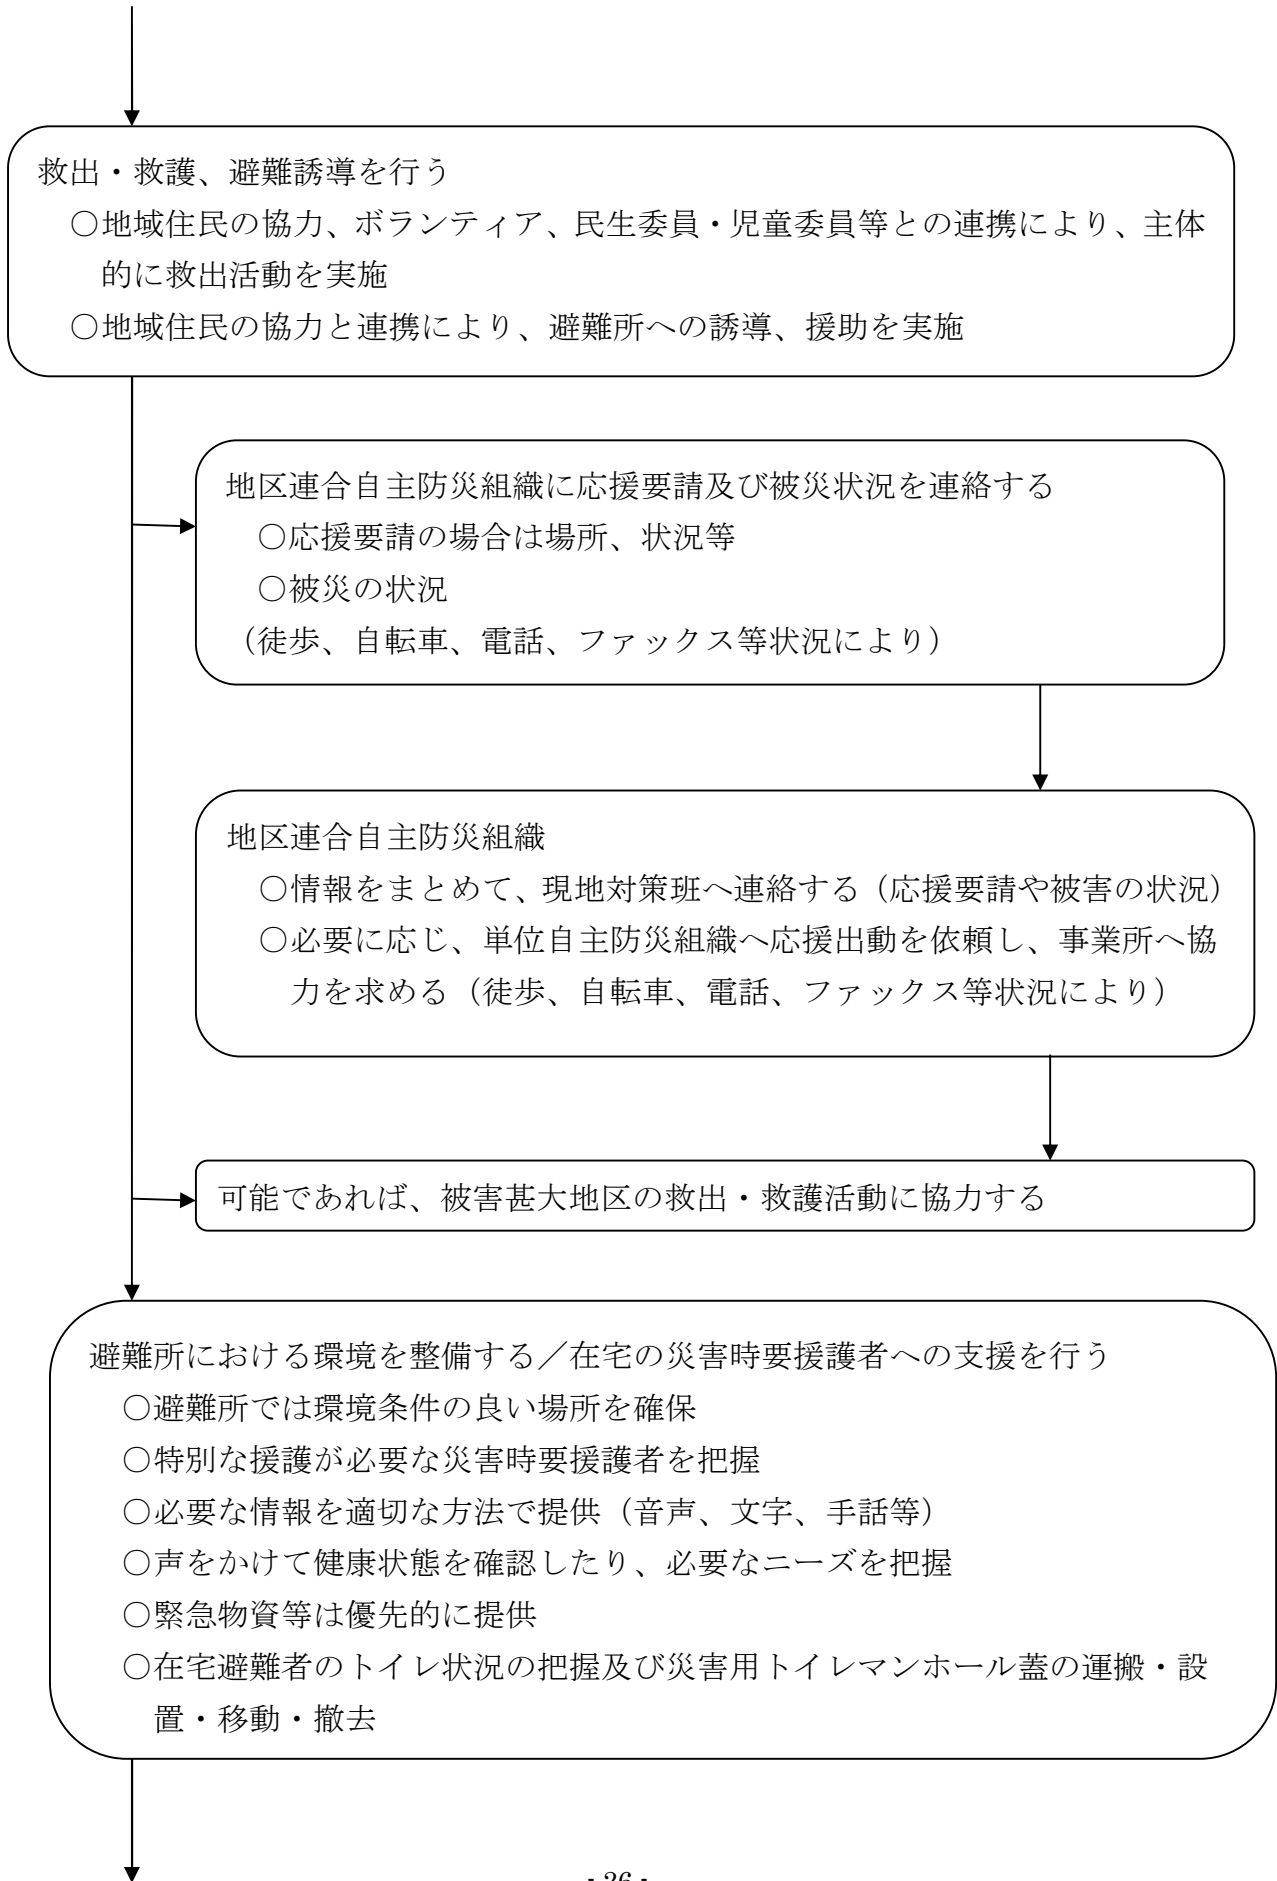 救出・救護、避難誘導を行う
○地域住民の協力、ボランティア、民生委員・児童委員等との連携により、主体
的に救出活動を実施
○地域住民の協力と連携により、避難所への誘導、援助を実施
地区連合自主防災組織に応援要請及び被災状況を連絡する
○応援要請の場合は場所、状況等
○被災の状況
（徒歩、自転車、電話、ファックス等状況により）
地区連合自主防災組織
○情報をまとめて、現地対策班へ連絡する（応援要請や被害の状況）
○必要に応じ、単位自主防災組織へ応援出動を依頼し、事業所へ協
力を求める（徒歩、自転車、電話、ファックス等状況により）
可能であれば、被害甚大地区の救出・救護活動に協力する
避難所における環境を整備する／在宅の災害時要援護者への支援を行う
○避難所では環境条件の良い場所を確保
○特別な援護が必要な災害時要援護者を把握
○必要な情報を適切な方法で提供（音声、文字、手話等）
○声をかけて健康状態を確認したり、必要なニーズを把握
○緊急物資等は優先的に提供
○在宅避難者のトイレ状況の把握及び災害用トイレマンホール蓋の運搬・設
置・移動・撤去
- 26 -